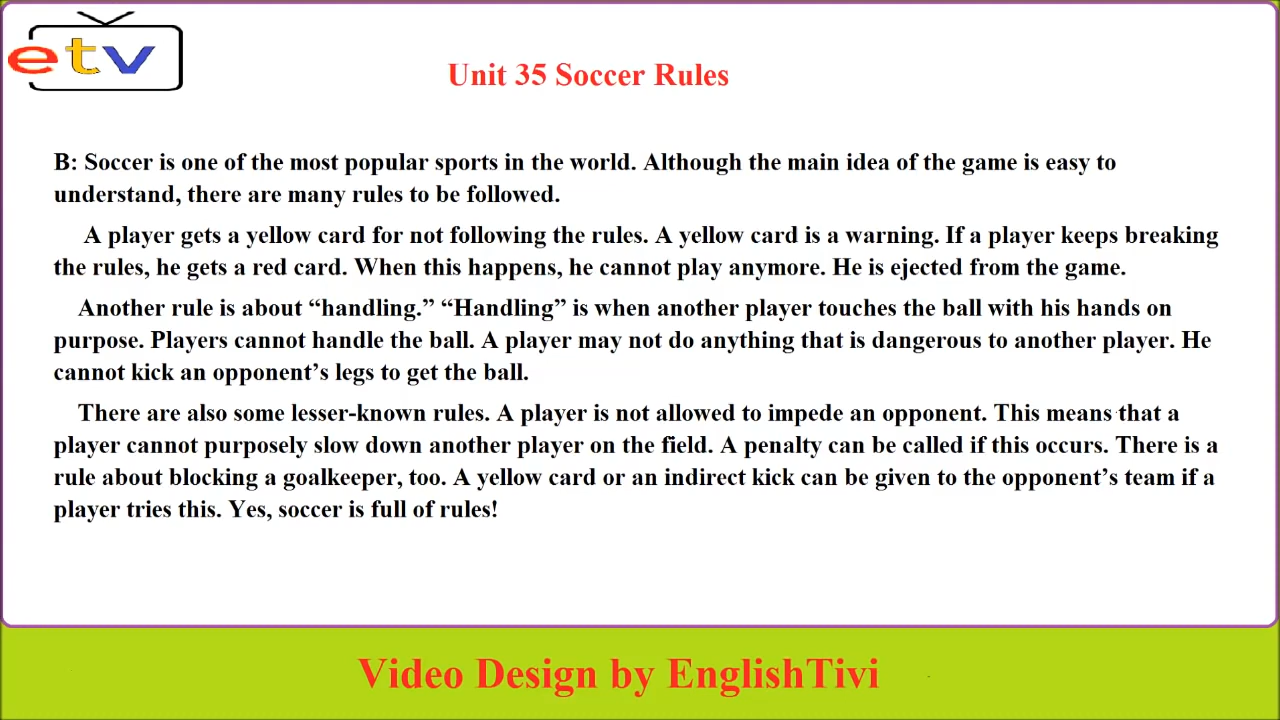 etv
Unit 35 Soccer Rules
B: Soccer is one of the most popular sports in the world. Although the main idea of the game is easy to
understand, there are many rules to be followed.
A player gets a yellow card for not following the rules. A yellow card is a warning. If a player keeps breaking
the rules, he gets a red card. When this happens, he cannot play anymore. He is ejected from the game.
Another rule is about “handling.” “Handling” is when another player touches the ball with his hands on
purpose. Players cannot handle the ball. A player may not do anything that is dangerous to another player. He
cannot kick an opponent’s legs to get the ball.
There are also some lesser-known rules. A player is not allowed to impede an opponent. This means that a
player cannot purposely slow down another player on the field. A penalty can be called if this occurs. There is a
rule about blocking a goalkeeper, too. A yellow card or an indirect kick can be given to the opponent’s team if a
player tries this. Yes, soccer is full of rules!
Video Design by EnglishTivi